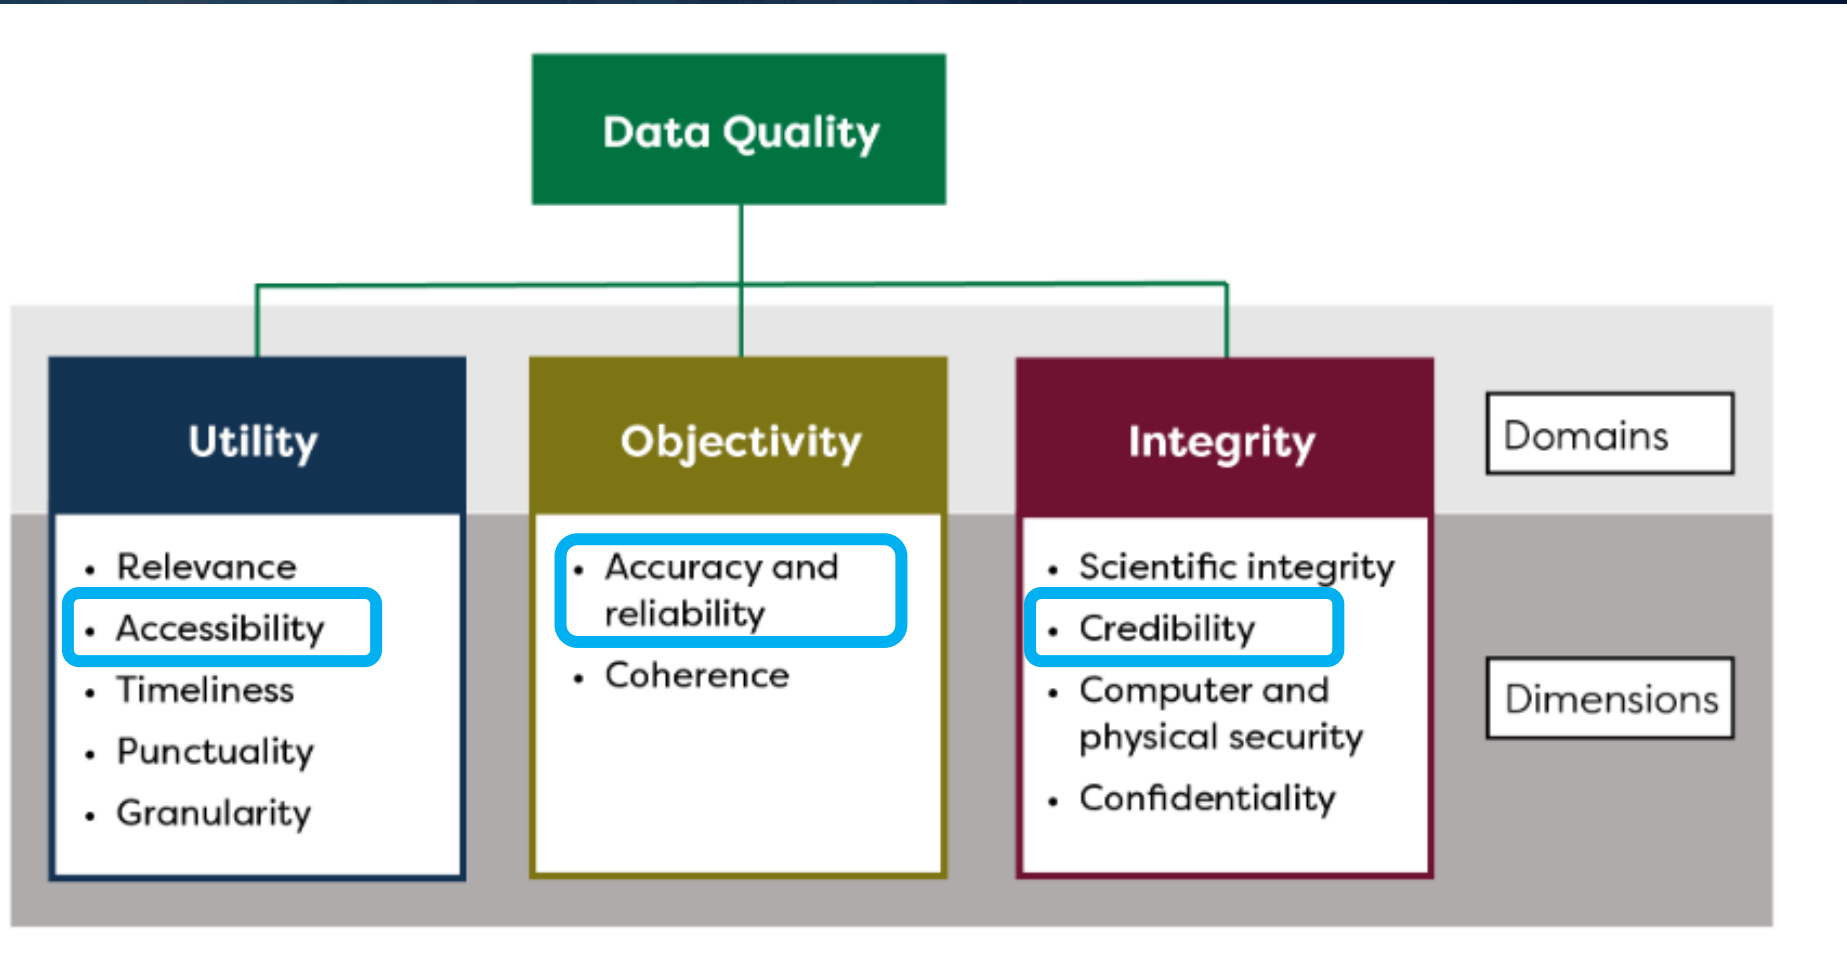 Data Quality
Utility
Objectivity
Integrity
Domains
• Relevance
• Accessibility
• Timeliness
• Punctuality
• Granularity
• Accuracy and
reliability
• Coherence
• Scientific integrity
• Credibility
• Computer and
physical security
• Confidentiality
Dimensions